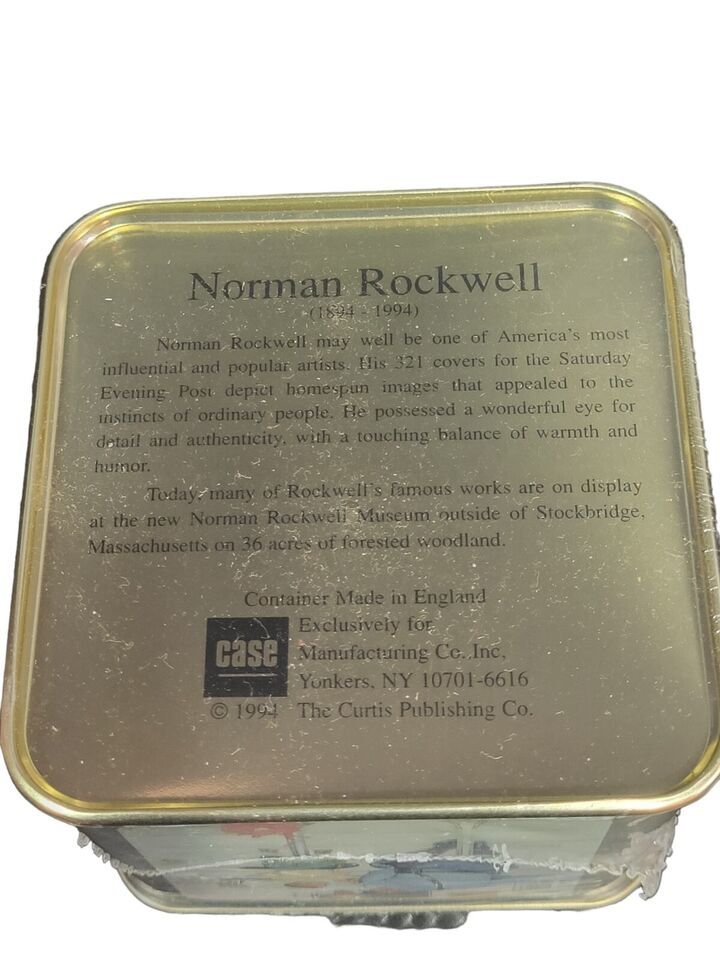 Norman Rockwell
(1894 - 1994)
Norman Rockwell may well be one of America's most
influential and popular artists. His 321 covers for the Saturday
Evening Post depict homespun images that appealed to the
instincts of ordinary people. He possessed a wonderful eye for
detail and authenticity, with a touching balance of warmth and
humor.
Today, many of Rockwell's famous works are on display
at the new Norman Rockwell Museum outside of Stockbridge,
Massachusetts on 36 acres of forested woodland.
Container Made in England
Exclusively for
case
Manufacturing Co., Inc,
Yonkers, NY 10701-6616
© 1994 The Curtis Publishing Co.